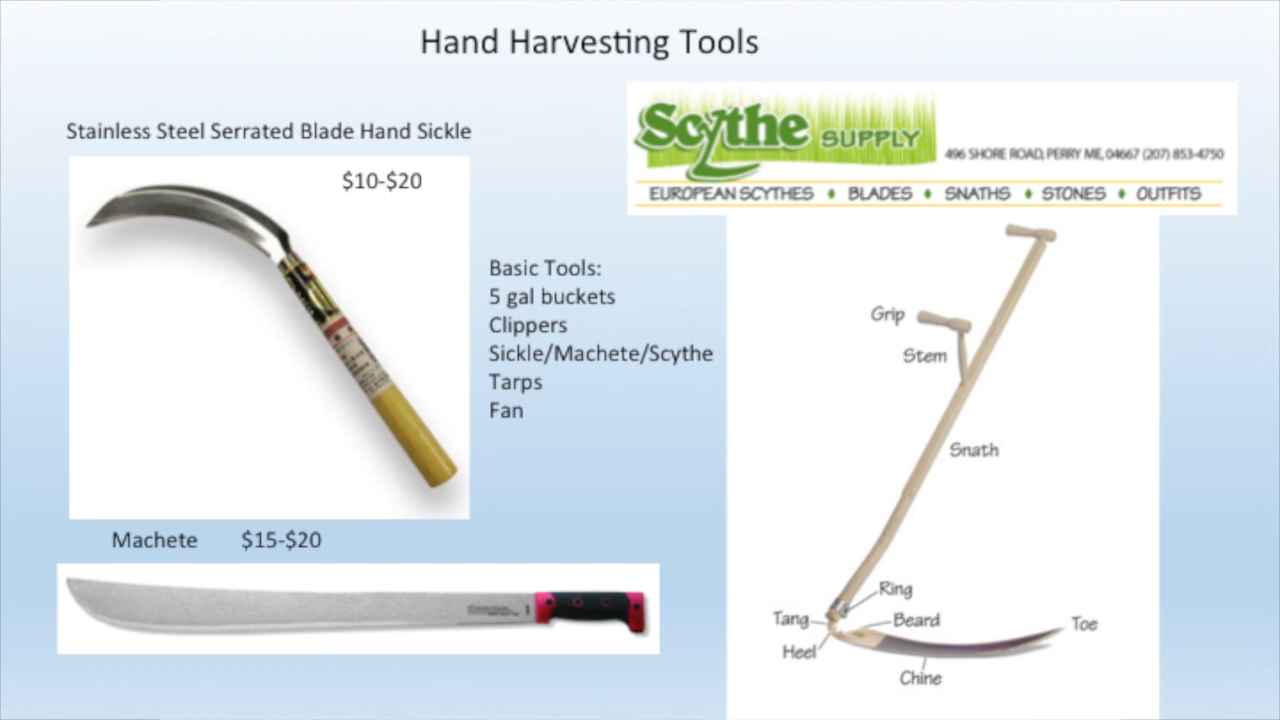 Hand Harvesting Tools
Stainless Steel Serrated Blade Hand Sickle
$10-$20
Scythe SUPPLY
496 SHORE ROAD, PERRY ME, 04667 (207) 853-4750
EUROPEAN SCYTHES ♦ BLADES ♦ SNATHS ♦ STONES ♦ OUTFITS
Basic Tools:
5 gal buckets
Clippers
Sickle/Machete/Scythe
Tarps
Fan
Machete $15-$20
Grip
Stem
Snath
Ring
Tang
Beard
Toe
Heel
Chine